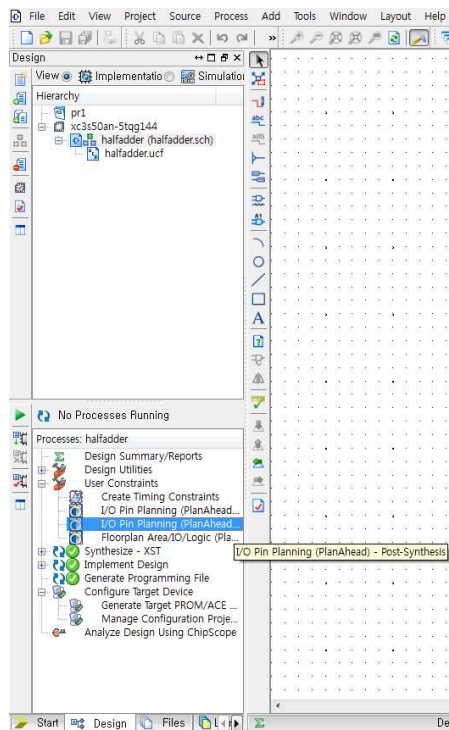 File Edit View Project Source Process Add Tools Window Layout Help
»
Design
View Implementatio Simulatio
Hierarchy
pr1
xc3s50an-5tqg144
halfadder (halfadder.sch)
halfadder.ucf
abc
A1
A
No Processes Running
Processes: halfadder
Design Summary/Reports
Design Utilities
User Constraints
Create Timing Constraints
I/O Pin Planning (PlanAhead...
I/O Pin Planning (PlanAhead...
Floorplan Area/IO/Logic (Pla...
I/O Pin Planning (PlanAhead) - Post-Synthesis
Synthesize - XST
Implement Design
Generate Programming File
Configure Target Device
Generate Target PROM/ACE ...
Manage Configuration Proje...
Analyze Design Using ChipScope
Start Design Files L De